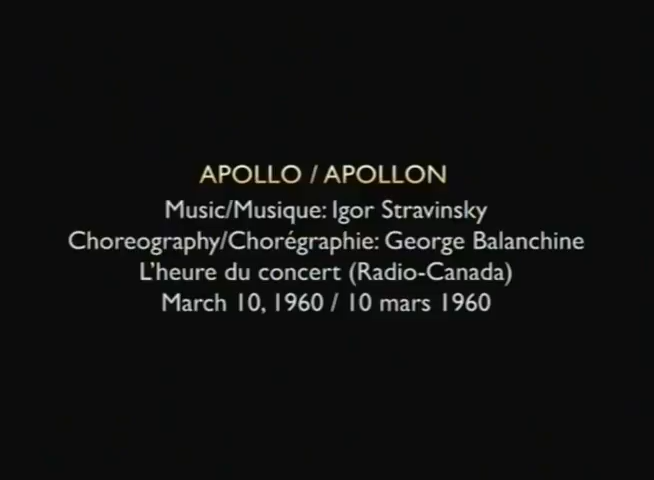 APOLLO / APOLLON
Music/Musique: Igor Stravinsky
Choreography/Chorégraphie: George Balanchine
L'heure du concert (Radio-Canada)
March 10, 1960 / 10 mars 1960